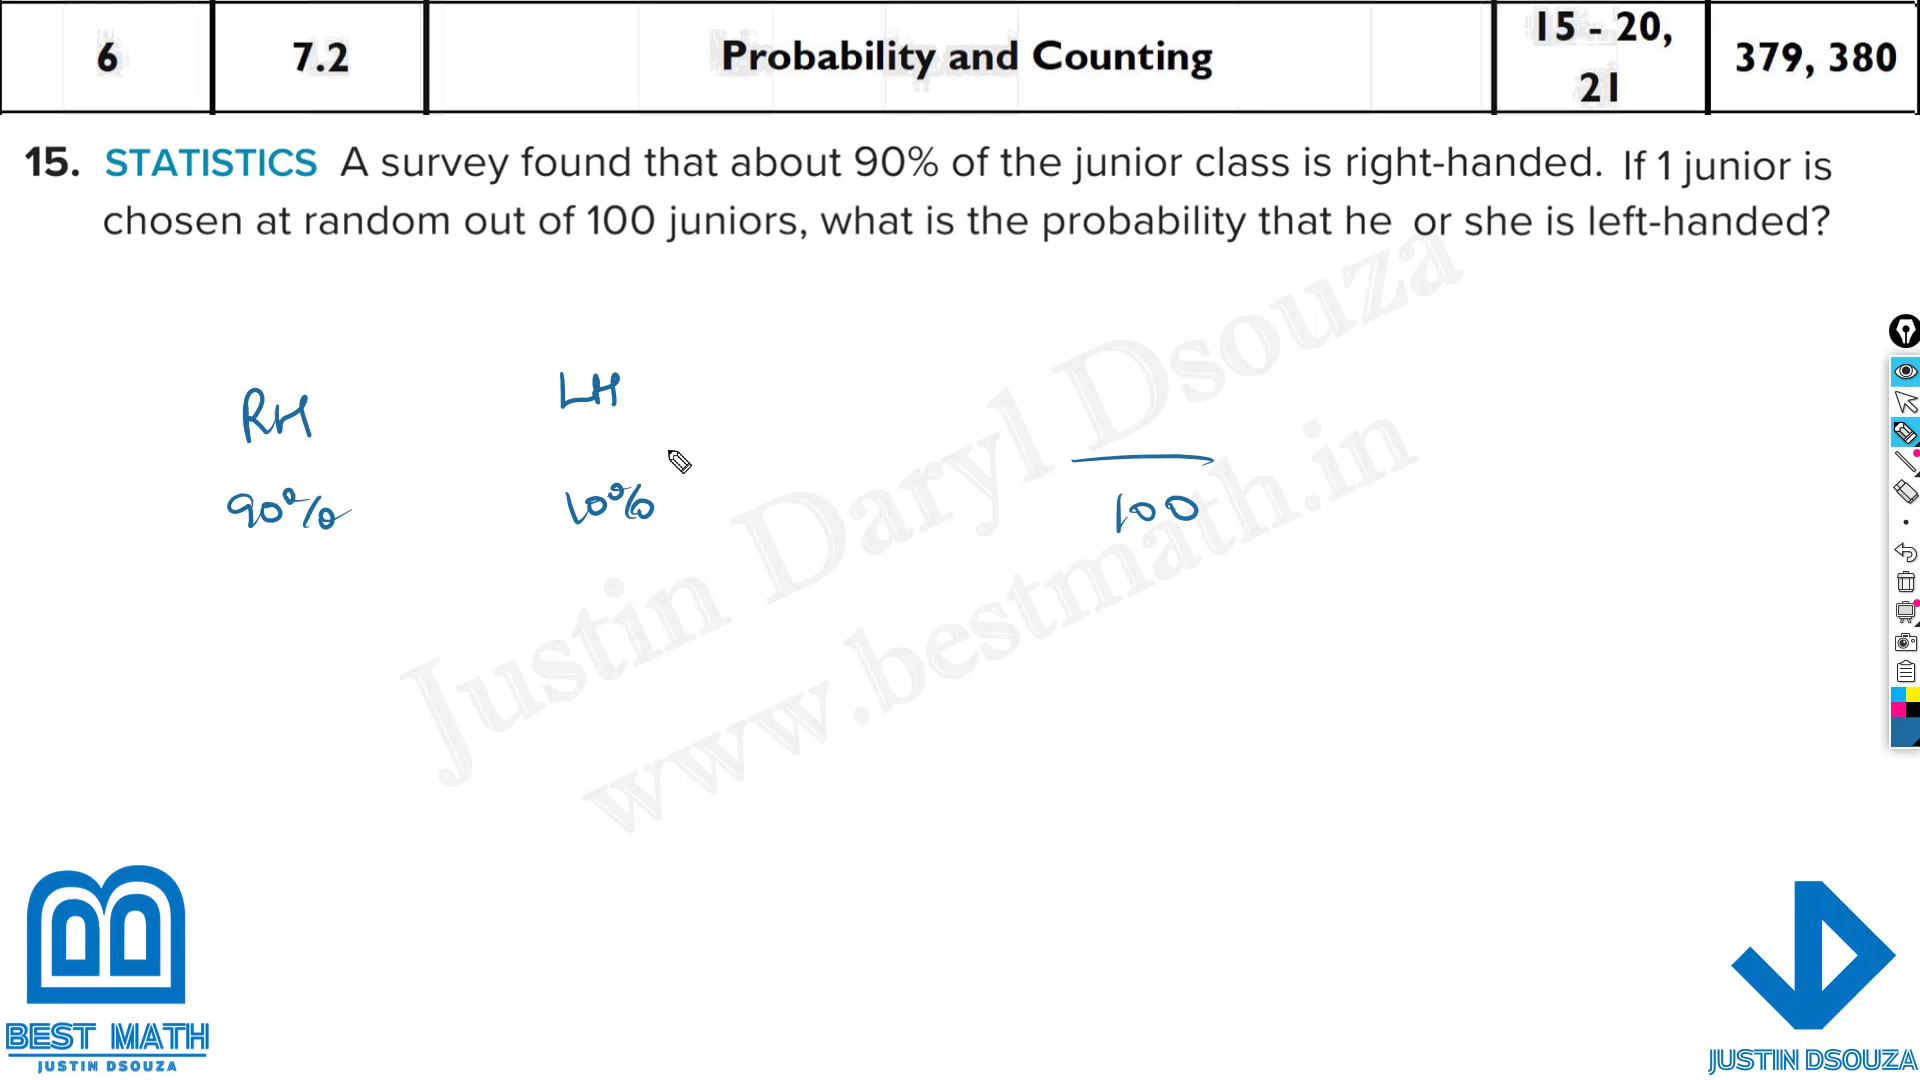 6 7.2 Probability and Counting 15 - 20, 21 379, 380
15. STATISTICS A survey found that about 90% of the junior class is right-handed. If 1 junior is
chosen at random out of 100 juniors, what is the probability that he or she is left-handed?
RH LH
90% 10% 100
Justin Daryl Dsouza
www.bestmath.in
BEST MATH
JUSTIN DSOUZA
JUSTIN DSOUZA